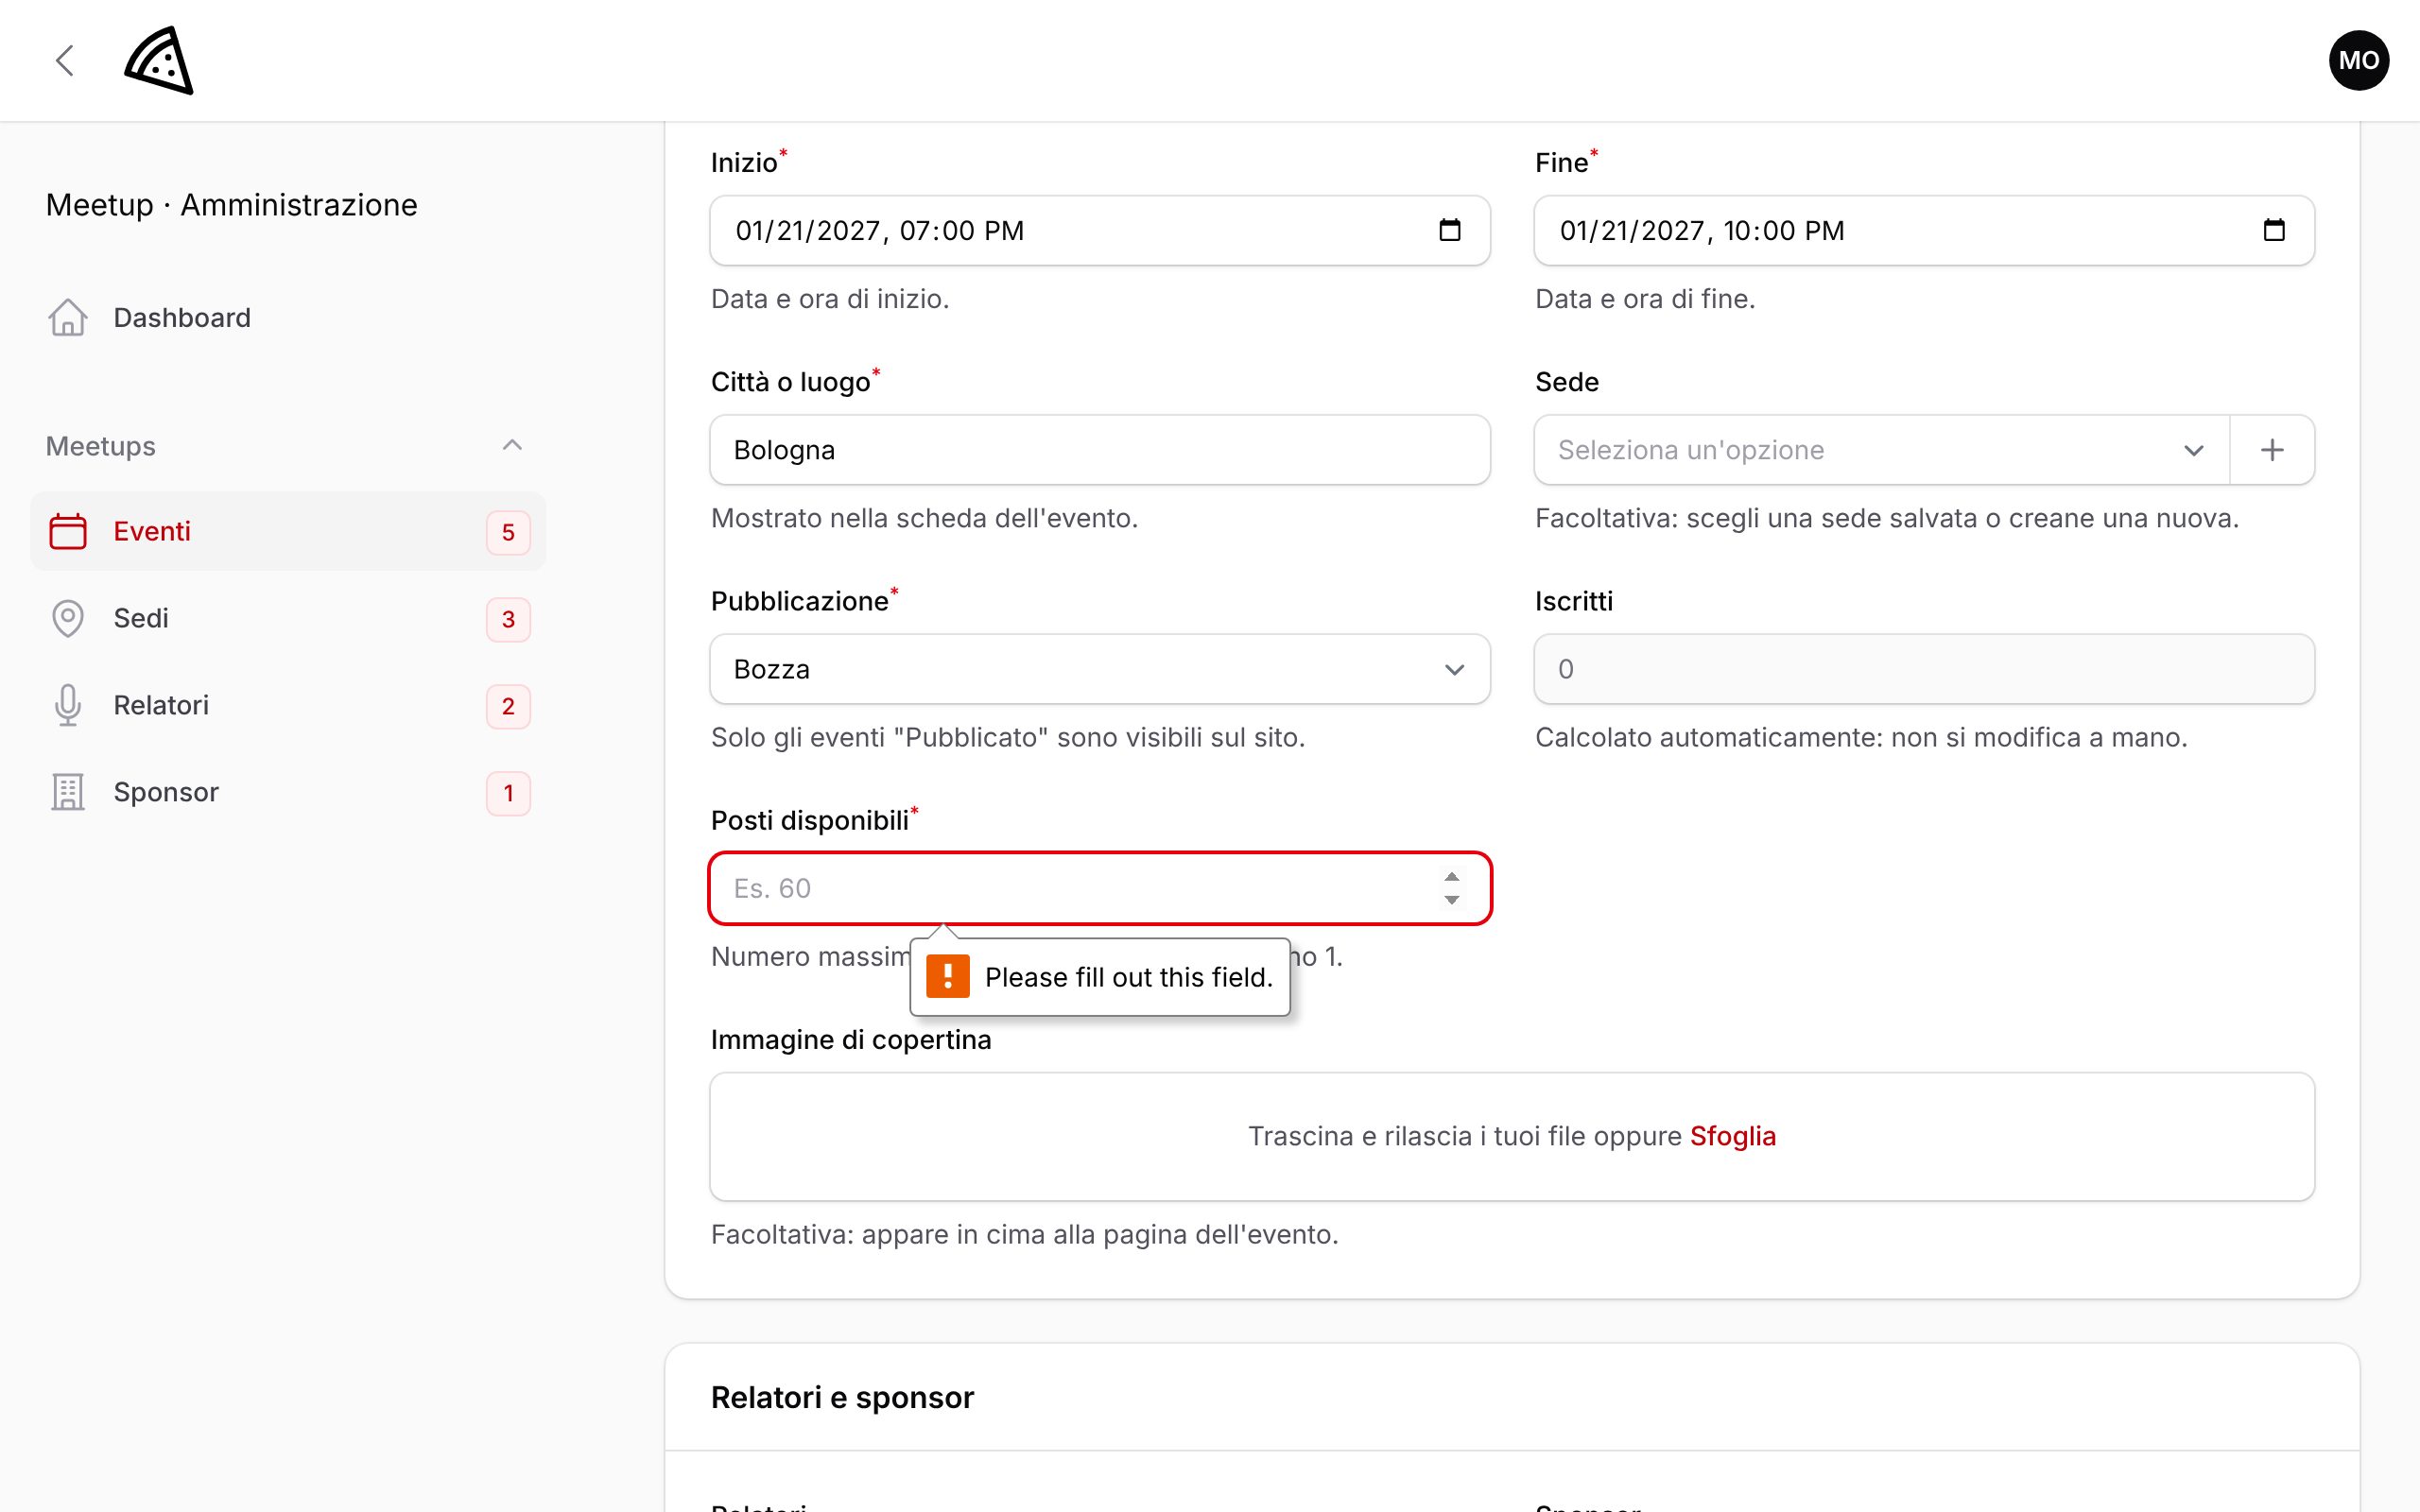 MO
Meetup · Amministrazione
Dashboard
Meetups
Eventi 5
Sedi 3
Relatori 2
Sponsor 1
Inizio*
01/21/2027, 07:00 PM
Data e ora di inizio.
Fine*
01/21/2027, 10:00 PM
Data e ora di fine.
Città o luogo*
Bologna
Mostrato nella scheda dell'evento.
Sede
Seleziona un'opzione
Facoltativa: scegli una sede salvata o creane una nuova.
Pubblicazione*
Bozza
Solo gli eventi "Pubblicato" sono visibili sul sito.
Iscritti
0
Calcolato automaticamente: non si modifica a mano.
Posti disponibili*
Es. 60
Numero 1.
Please fill out this field.
Immagine di copertina
Trascina e rilascia i tuoi file oppure Sfoglia
Facoltativa: appare in cima alla pagina dell'evento.
Relatori e sponsor